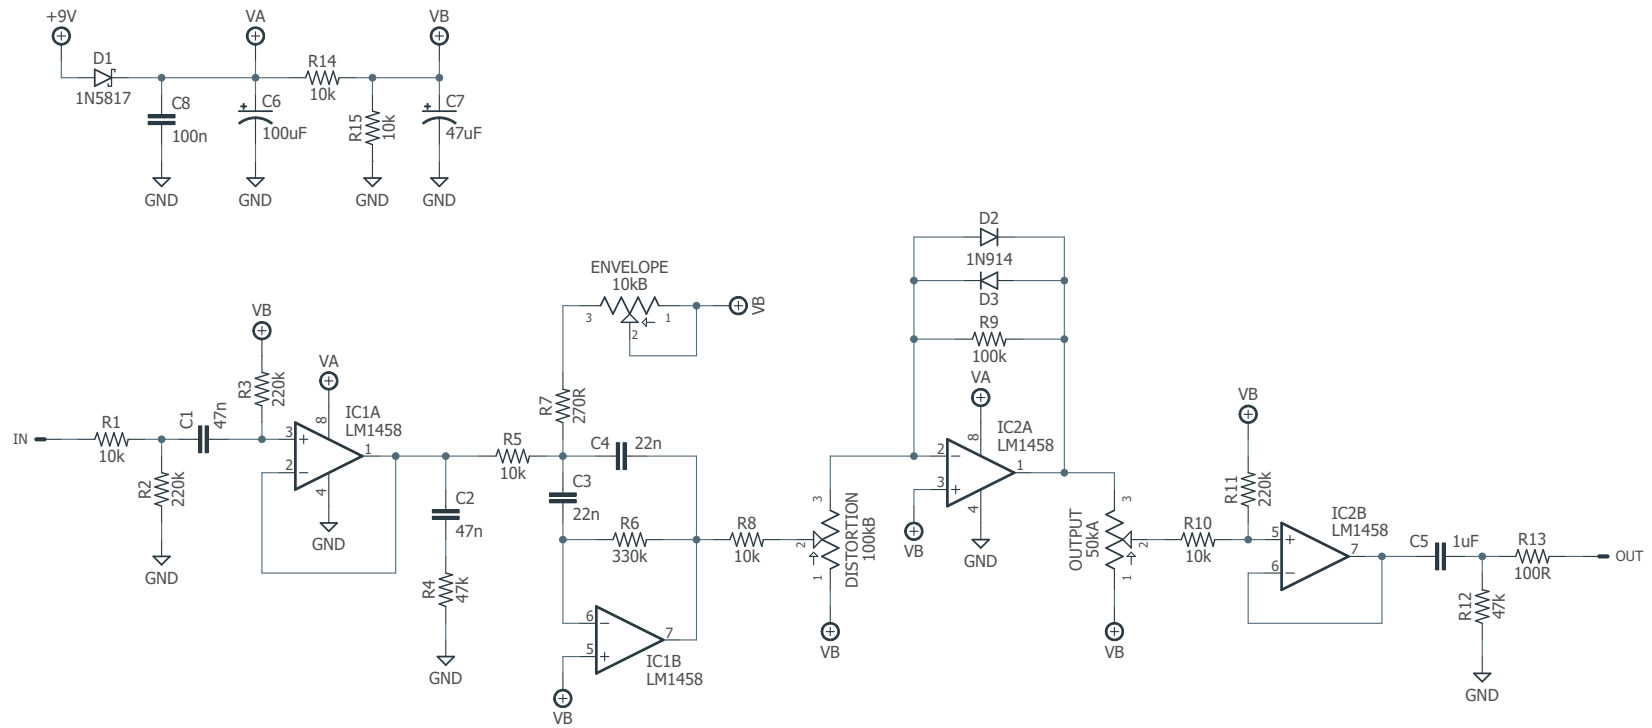 +9V
VA
VB
D1
1N5817
C8
100n
C6
100uF
R14
10k
R15
10k
C7
47uF
GND
GND
GND
GND
D2
1N914
D3
R9
100k
ENVELOPE
10kB
3
2
1
VB
VB
R3
220k
VA
IC1A
LM1458
8
3
2
1
4
GND
IN
R1
10k
C1
47n
R2
220k
GND
R5
10k
C2
47n
R4
47k
GND
R7
270R
C4
22n
C3
22n
R6
330k
6
5
7
IC1B
LM1458
VB
R8
10k
3
2
1
DISTORTION
100kB
VB
VA
IC2A
LM1458
8
2
3
1
4
VB
GND
OUTPUT
50kA
3
2
1
VB
R10
10k
VB
R11
220k
IC2B
LM1458
5
6
7
C5
1uF
R13
100R
OUT
R12
47k
GND